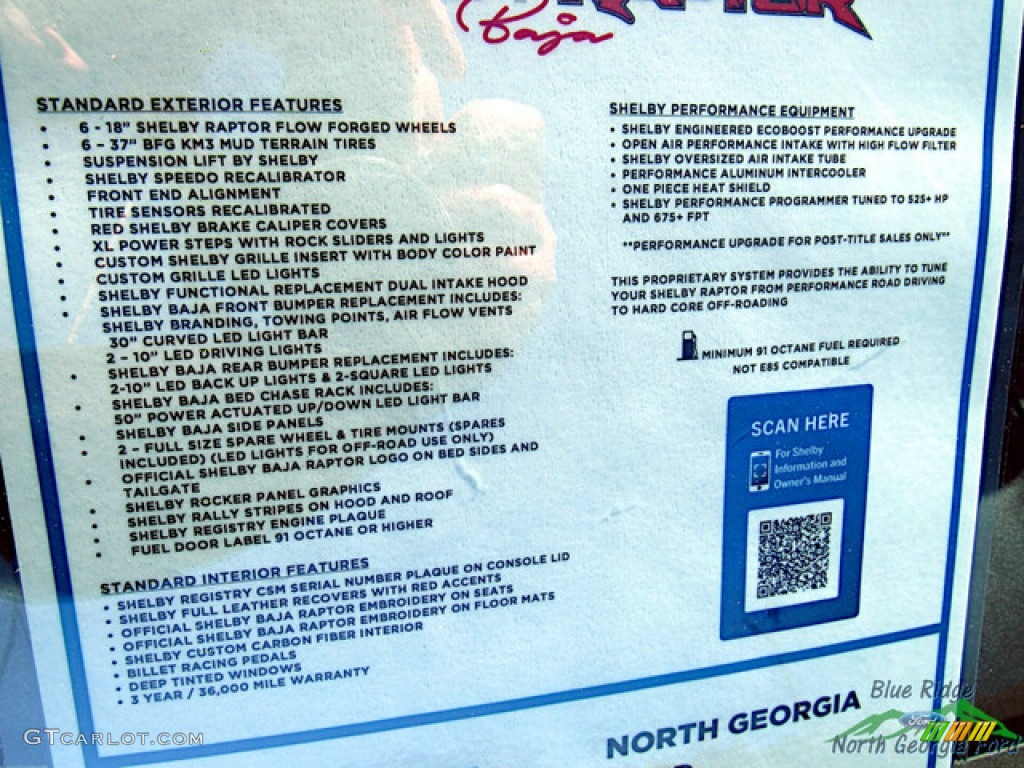 RAPTOR
Baja
STANDARD EXTERIOR FEATURES
• 6 - 18" SHELBY RAPTOR FLOW FORGED WHEELS
• 6 – 37" BFG KM3 MUD TERRAIN TIRES
• SUSPENSION LIFT BY SHELBY
• SHELBY SPEEDO RECALIBRATOR
• FRONT END ALIGNMENT
• TIRE SENSORS RECALIBRATED
• RED SHELBY BRAKE CALIPER COVERS
• XL POWER STEPS WITH ROCK SLIDERS AND LIGHTS
• CUSTOM SHELBY GRILLE INSERT WITH BODY COLOR PAINT
• CUSTOM GRILLE LED LIGHTS
• SHELBY FUNCTIONAL REPLACEMENT DUAL INTAKE HOOD
• SHELBY BAJA FRONT BUMPER REPLACEMENT INCLUDES:
SHELBY BRANDING, TOWING POINTS, AIR FLOW VENTS
30" CURVED LED LIGHT BAR
2 – 10" LED DRIVING LIGHTS
• SHELBY BAJA REAR BUMPER REPLACEMENT INCLUDES:
2-10" LED BACK UP LIGHTS & 2-SQUARE LED LIGHTS
• SHELBY BAJA BED CHASE RACK INCLUDES:
50" POWER ACTUATED UP/DOWN LED LIGHT BAR
• SHELBY BAJA SIDE PANELS
• 2 – FULL SIZE SPARE WHEEL & TIRE MOUNTS (SPARES
INCLUDED) (LED LIGHTS FOR OFF-ROAD USE ONLY)
• OFFICIAL SHELBY BAJA RAPTOR LOGO ON BED SIDES AND
TAILGATE
• SHELBY ROCKER PANEL GRAPHICS
• SHELBY RALLY STRIPES ON HOOD AND ROOF
• SHELBY REGISTRY ENGINE PLAQUE
• FUEL DOOR LABEL 91 OCTANE OR HIGHER
STANDARD INTERIOR FEATURES
• SHELBY REGISTRY CSM SERIAL NUMBER PLAQUE ON CONSOLE LID
• SHELBY FULL LEATHER RECOVERS WITH RED ACCENTS
• OFFICIAL SHELBY BAJA RAPTOR EMBROIDERY ON SEATS
• OFFICIAL SHELBY BAJA RAPTOR EMBROIDERY ON FLOOR MATS
• SHELBY CUSTOM CARBON FIBER INTERIOR
• BILLET RACING PEDALS
• DEEP TINTED WINDOWS
• 3 YEAR / 36,000 MILE WARRANTY
SHELBY PERFORMANCE EQUIPMENT
• SHELBY ENGINEERED ECOBOOST PERFORMANCE UPGRADE
• OPEN AIR PERFORMANCE INTAKE WITH HIGH FLOW FILTER
• SHELBY OVERSIZED AIR INTAKE TUBE
• PERFORMANCE ALUMINUM INTERCOOLER
• ONE PIECE HEAT SHIELD
• SHELBY PERFORMANCE PROGRAMMER TUNED TO 525+ HP
AND 675+ FPT
**PERFORMANCE UPGRADE FOR POST-TITLE SALES ONLY**
THIS PROPRIETARY SYSTEM PROVIDES THE ABILITY TO TUNE
YOUR SHELBY RAPTOR FROM PERFORMANCE ROAD DRIVING
TO HARD CORE OFF-ROADING
MINIMUM 91 OCTANE FUEL REQUIRED
NOT E85 COMPATIBLE
SCAN HERE
For Shelby
Information and
Owner's Manual
NORTH GEORGIA
Blue Ridge
Ford
North Georgia Ford
GTcarlot.com